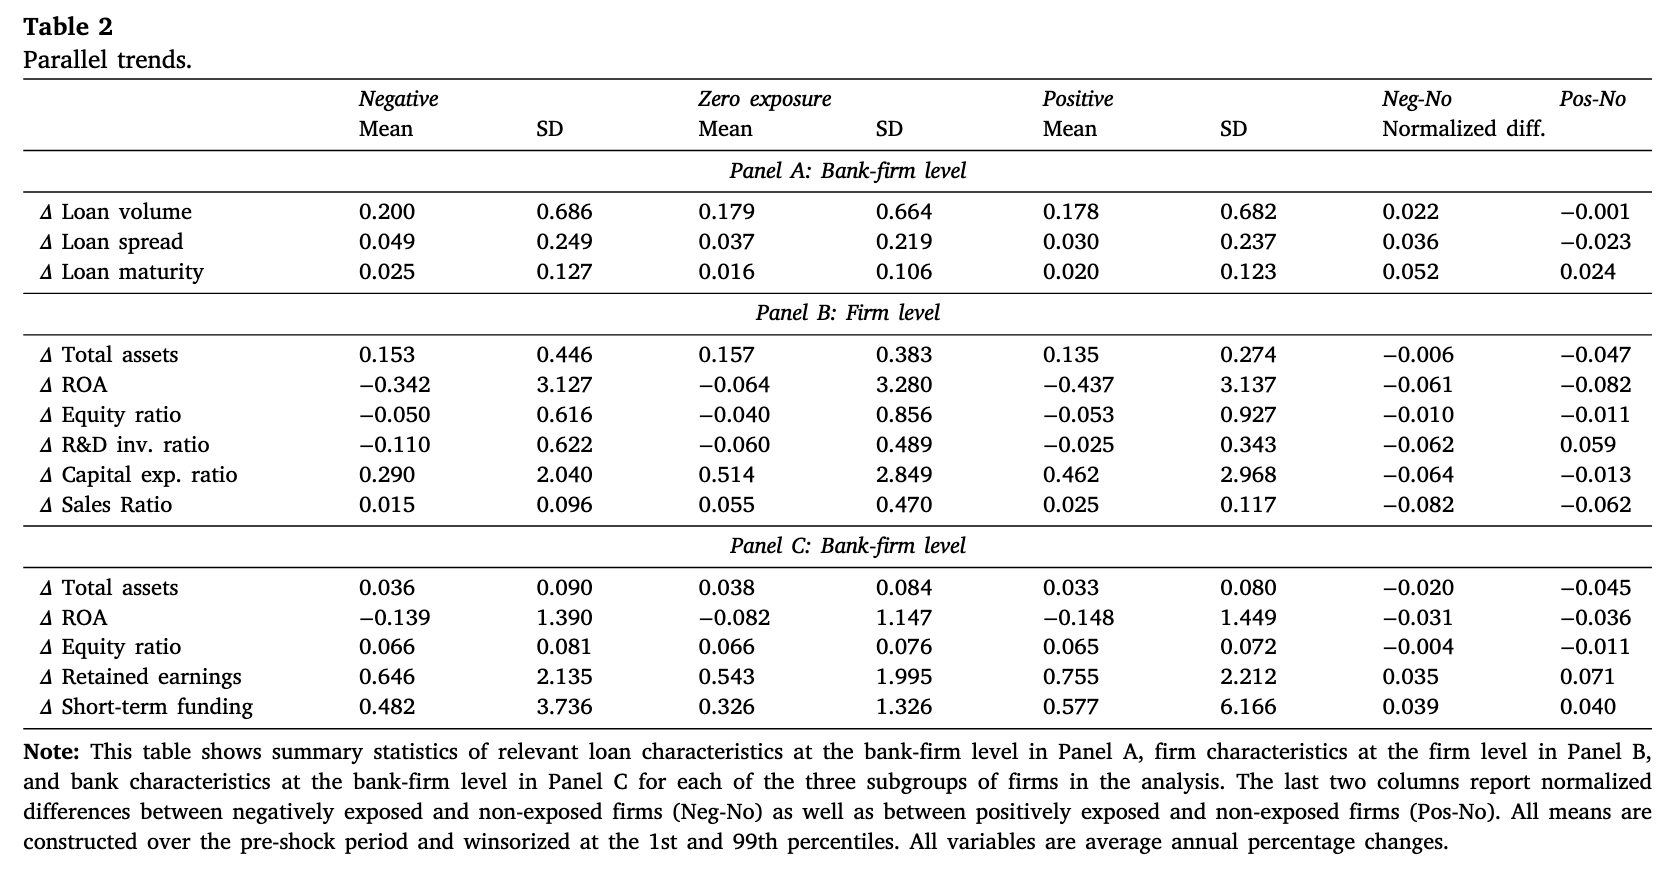 Table 2
Parallel trends.
Negative Zero exposure Positive Neg-No Pos-No
Mean SD Mean SD Mean SD Normalized diff.
Panel A: Bank-firm level
Δ Loan volume 0.200 0.686 0.179 0.664 0.178 0.682 0.022 −0.001
Δ Loan spread 0.049 0.249 0.037 0.219 0.030 0.237 0.036 −0.023
Δ Loan maturity 0.025 0.127 0.016 0.106 0.020 0.123 0.052 0.024
Panel B: Firm level
Δ Total assets 0.153 0.446 0.157 0.383 0.135 0.274 −0.006 −0.047
Δ ROA −0.342 3.127 −0.064 3.280 −0.437 3.137 −0.061 −0.082
Δ Equity ratio −0.050 0.616 −0.040 0.856 −0.053 0.927 −0.010 −0.011
Δ R&D inv. ratio −0.110 0.622 −0.060 0.489 −0.025 0.343 −0.062 0.059
Δ Capital exp. ratio 0.290 2.040 0.514 2.849 0.462 2.968 −0.064 −0.013
Δ Sales Ratio 0.015 0.096 0.055 0.470 0.025 0.117 −0.082 −0.062
Panel C: Bank-firm level
Δ Total assets 0.036 0.090 0.038 0.084 0.033 0.080 −0.020 −0.045
Δ ROA −0.139 1.390 −0.082 1.147 −0.148 1.449 −0.031 −0.036
Δ Equity ratio 0.066 0.081 0.066 0.076 0.065 0.072 −0.004 −0.011
Δ Retained earnings 0.646 2.135 0.543 1.995 0.755 2.212 0.035 0.071
Δ Short-term funding 0.482 3.736 0.326 1.326 0.577 6.166 0.039 0.040
Note: This table shows summary statistics of relevant loan characteristics at the bank-firm level in Panel A, firm characteristics at the firm level in Panel B,
and bank characteristics at the bank-firm level in Panel C for each of the three subgroups of firms in the analysis. The last two columns report normalized
differences between negatively exposed and non-exposed firms (Neg-No) as well as between positively exposed and non-exposed firms (Pos-No). All means are
constructed over the pre-shock period and winsorized at the 1st and 99th percentiles. All variables are average annual percentage changes.